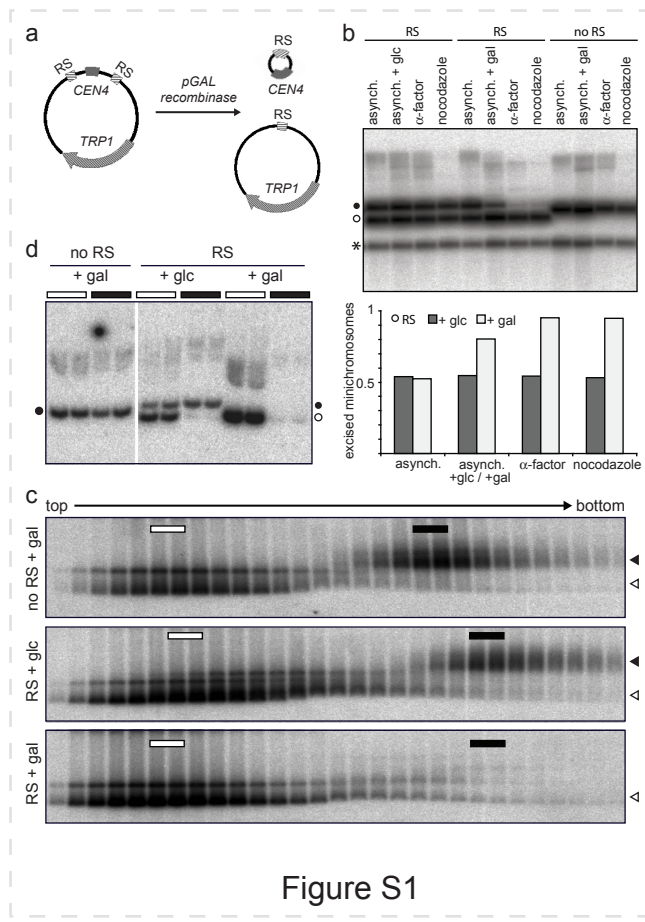 a
RS
RS
CEN4
TRP1
pGAL
recombinase
RS
CEN4
RS
TRP1
b
RS RS no RS
asynch.
asynch. + glc
α-factor
nocodazole
asynch.
asynch. + gal
α-factor
nocodazole
asynch.
asynch. + gal
α-factor
nocodazole
*
d
no RS RS
+ gal + glc + gal
excised minichromosomes
1
0.5
RS + glc + gal
asynch. asynch. α-factor nocodazole
+glc / +gal
c
top bottom
no RS + gal
RS + glc
RS + gal
Figure S1